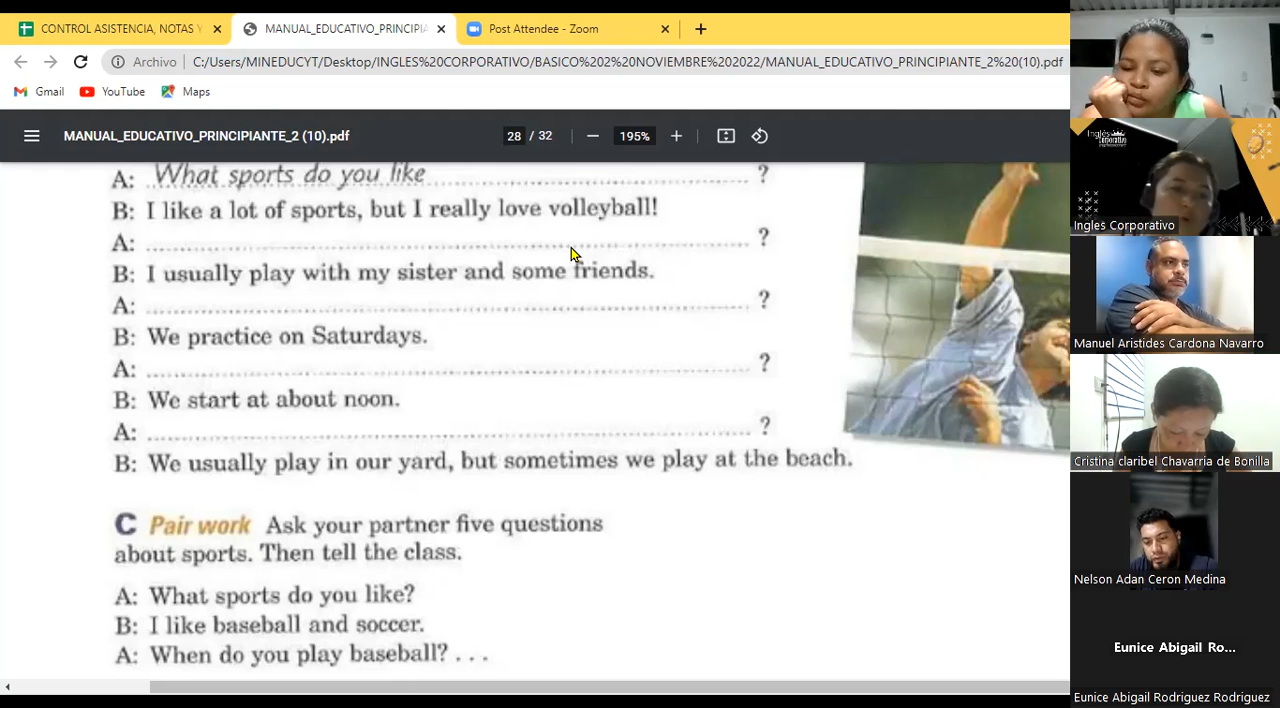 CONTROL ASISTENCIA, NOTAS Y
MANUAL_EDUCATIVO_PRINCIPIA
Post Attendee - Zoom
Archivo
C:/Users/MINEDUCYT/Desktop/INGLES%20CORPORATIVO/BASICO%202%20NOVIEMBRE%202022/MANUAL_EDUCATIVO_PRINCIPIANTE_2%20(10).pdf
Gmail
YouTube
Maps
MANUAL_EDUCATIVO_PRINCIPIANTE_2 (10).pdf
28 / 32
195%
A: What sports do you like ?
B: I like a lot of sports, but I really love volleyball!
A: ?
B: I usually play with my sister and some friends.
A: ?
B: We practice on Saturdays.
A: ?
B: We start at about noon.
A: ?
B: We usually play in our yard, but sometimes we play at the beach.
C Pair work Ask your partner five questions
about sports. Then tell the class.
A: What sports do you like?
B: I like baseball and soccer.
A: When do you play baseball? . . .
Inglés
Corporativo
Ingles Corporativo
Manuel Aristides Cardona Navarro
Cristina claribel Chavarria de Bonilla
Nelson Adan Ceron Medina
Eunice Abigail Ro...
Eunice Abigail Rodriguez Rodriguez